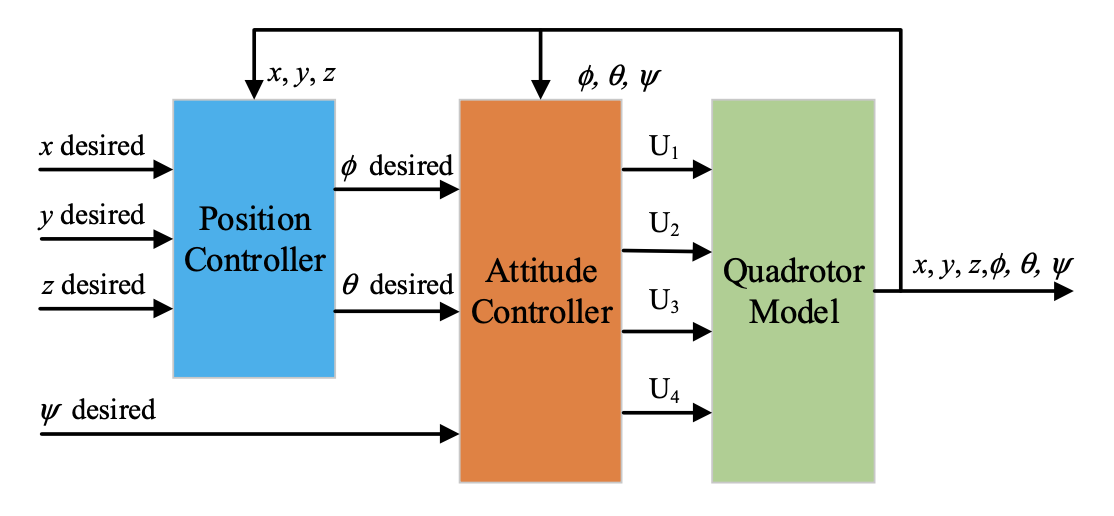 x, y, z
ϕ, θ, ψ
x desired
y desired
z desired
ψ desired
Position
Controller
ϕ desired
θ desired
Attitude
Controller
U₁
U₂
U₃
U₄
Quadrotor
Model
x, y, z,ϕ, θ, ψ